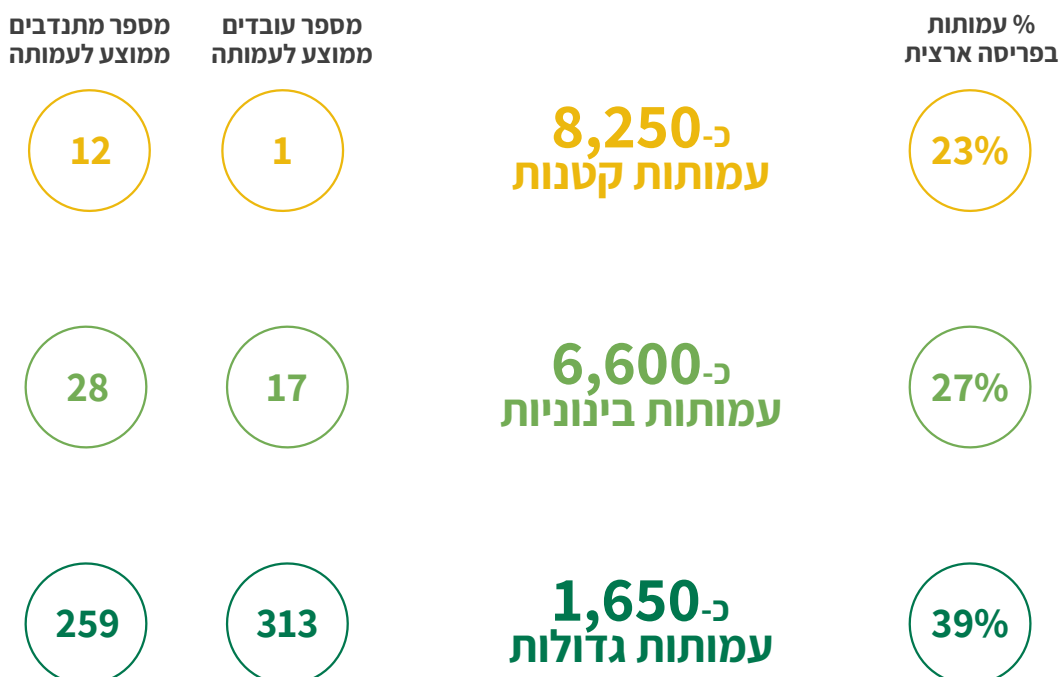 % עמותות
בפריסה ארצית
מספר עובדים
ממוצע לעמותה
מספר מתנדבים
ממוצע לעמותה
23%
כ-8,250
עמותות קטנות
1
12
27%
כ-6,600
עמותות בינוניות
17
28
39%
כ-1,650
עמותות גדולות
313
259